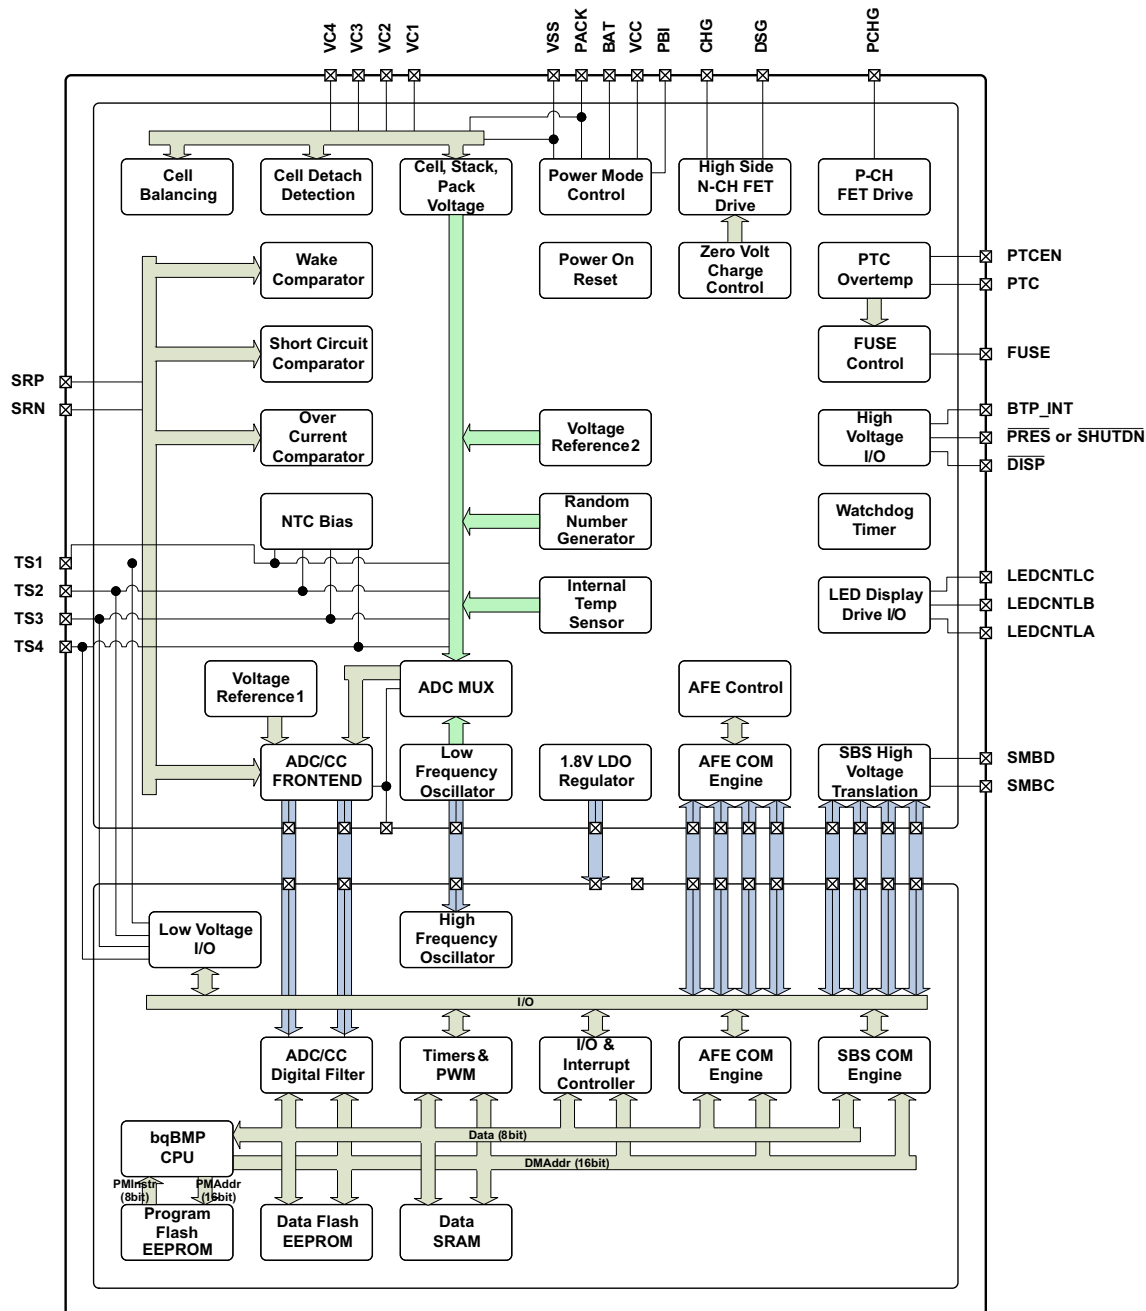 VC4
VC3
VC2
VC1
VSS
PACK
BAT
VCC
PBI
CHG
DSG
PCHG
Cell
Balancing
Cell Detach
Detection
Cell, Stack,
Pack
Voltage
Power Mode
Control
High Side
N-CH FET
Drive
P-CH
FET Drive
Wake
Comparator
Power On
Reset
Zero Volt
Charge
Control
PTC
Overtemp
PTCEN
PTC
Short Circuit
Comparator
FUSE
Control
FUSE
SRP
SRN
Over
Current
Comparator
Voltage
Reference2
High
Voltage
I/O
BTP_INT
PRES or SHUTDN
DISP
NTC Bias
Random
Number
Generator
Watchdog
Timer
TS1
TS2
TS3
TS4
Internal
Temp
Sensor
LED Display
Drive I/O
LEDCNTLC
LEDCNTLB
LEDCNTLA
Voltage
Reference1
ADC MUX
AFE Control
ADC/CC
FRONTEND
Low
Frequency
Oscillator
1.8V LDO
Regulator
AFE COM
Engine
SBS High
Voltage
Translation
SMBD
SMBC
Low Voltage
I/O
High
Frequency
Oscillator
I/O
ADC/CC
Digital Filter
Timers&
PWM
I/O &
Interrupt
Controller
AFE COM
Engine
SBS COM
Engine
bqBMP
CPU
Data (8bit)
DMAddr (16bit)
PMInstr
(8bit)
PMAddr
(16bit)
Program
Flash
EEPROM
Data Flash
EEPROM
Data
SRAM